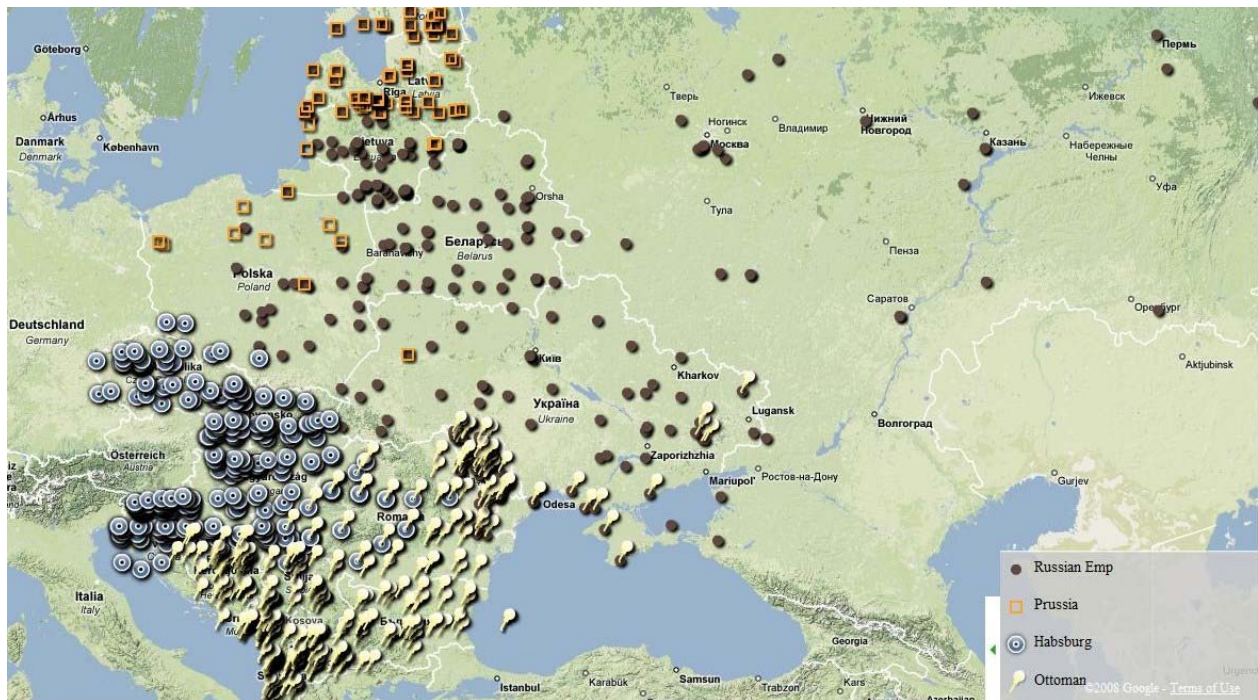 Пермь
Göteborg
Rīga
Latvia
Тверь
Ижевск
Århus
Ногинск
Владимир
Нижний
Новгород
Danmark
Denmark
København
Москва
Казань
Набережные
Челны
Уфа
Orsha
Тула
Baranavichy
Беларусь
Belarus
Пенза
Polska
Poland
Саратов
Оренбург
Deutschland
Germany
Aktjubinsk
Київ
Kharkov
Україна
Ukraine
Lugansk
Волгоград
Österreich
Austria
Zaporizhzhia
Mariupol'
Ростов-на-Дону
Gurjev
Odesa
Roma
Russian Emp
Italia
Italy
Prussia
Kosova
Georgia
Habsburg
Istanbul
Karabük
Samsun
Trabzon
Kars
Ottoman
©2008 Google - Terms of Use